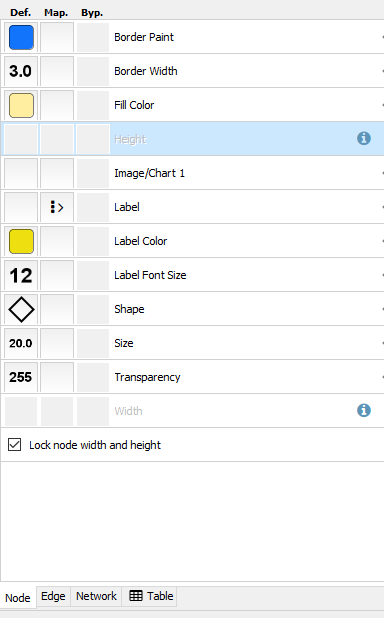 Def. Map. Byp.
Border Paint
3.0 Border Width
Fill Color
Height
Image/Chart 1
Label
Label Color
12 Label Font Size
Shape
20.0 Size
255 Transparency
Width
Lock node width and height
Node Edge Network Table